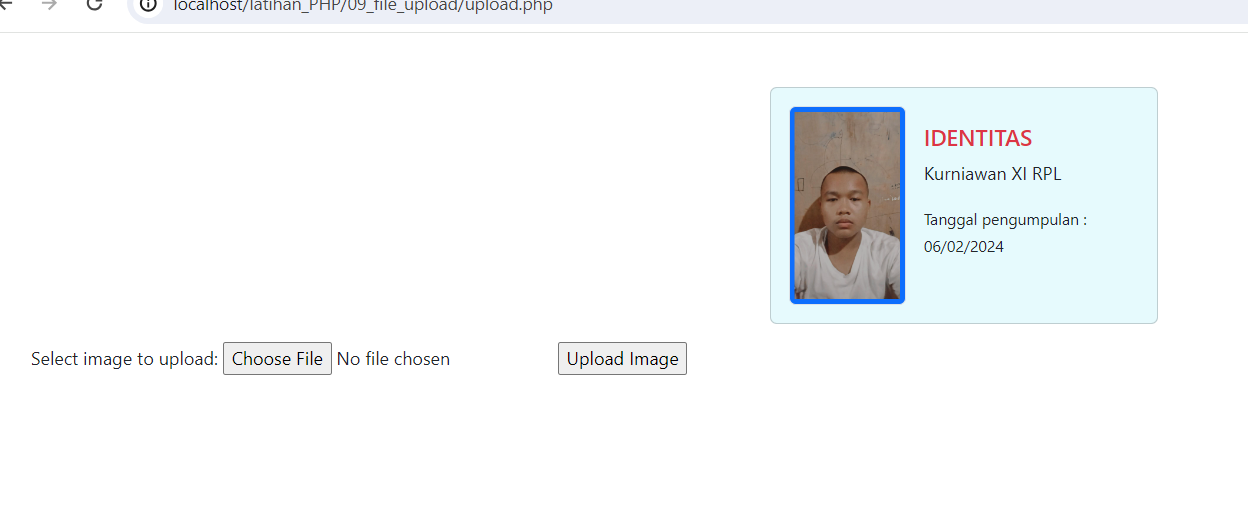 localhost/latihan_PHP/09_file_upload/upload.php
IDENTITAS
Kurniawan XI RPL
Tanggal pengumpulan :
06/02/2024
Select image to upload: Choose File No file chosen Upload Image